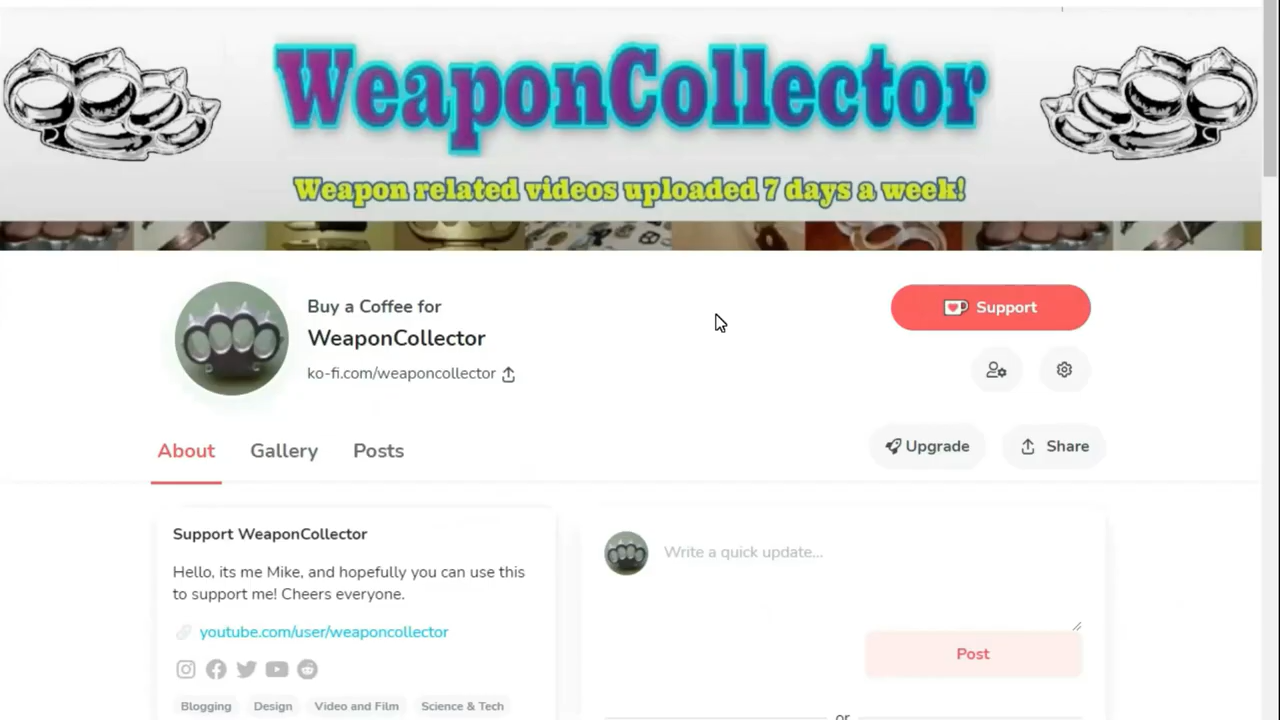 WeaponCollector
Weapon related videos uploaded 7 days a week!
Buy a Coffee for
WeaponCollector
ko-fi.com/weaponcollector
Support
About
Gallery
Posts
Upgrade
Share
Support WeaponCollector
Hello, its me Mike, and hopefully you can use this
to support me! Cheers everyone.
youtube.com/user/weaponcollector
Blogging
Design
Video and Film
Science & Tech
Write a quick update...
Post
or